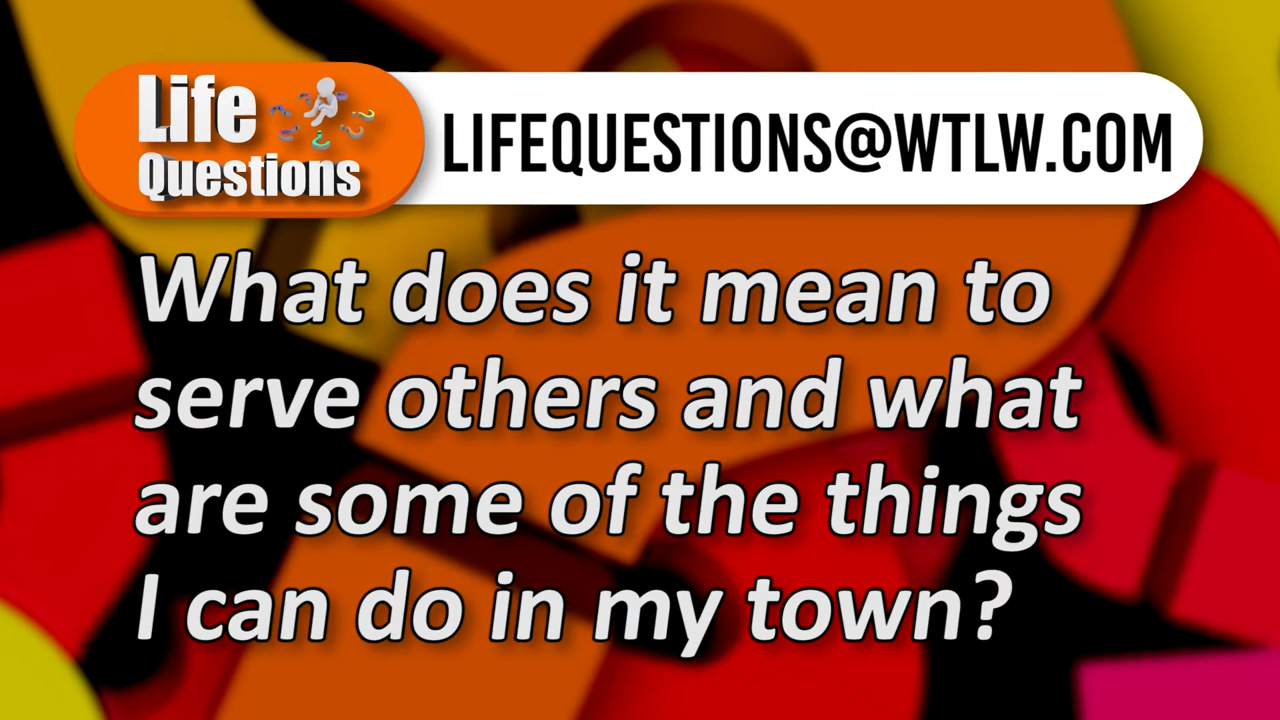 Life
Questions
LIFEQUESTIONS@WTLW.COM
What does it mean to
serve others and what
are some of the things
I can do in my town?